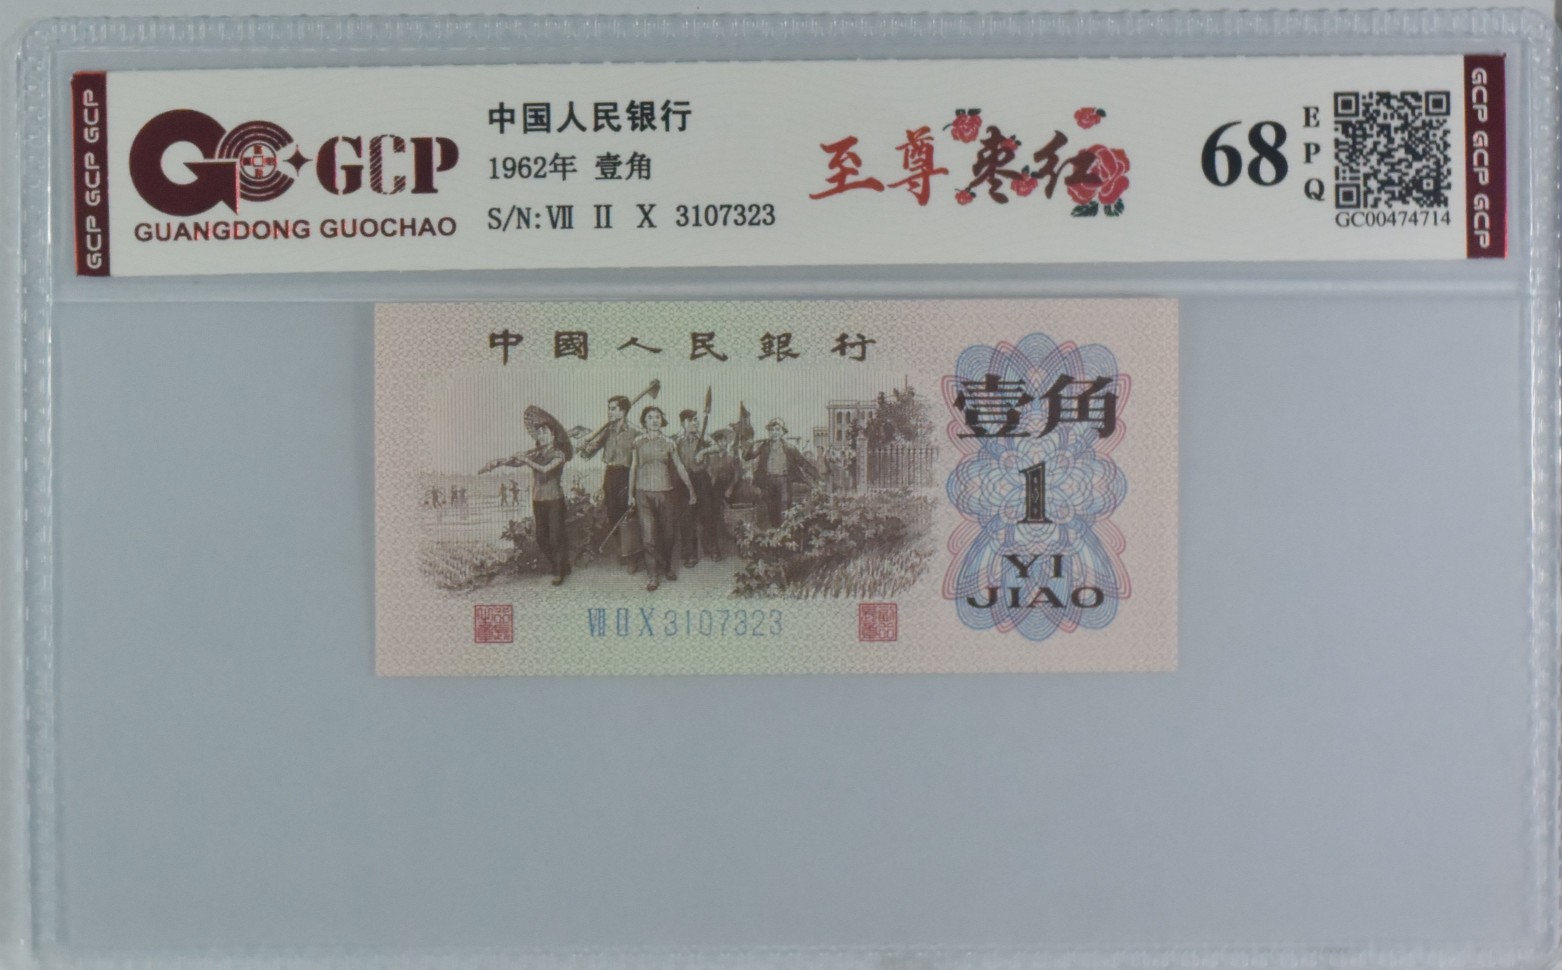 GCP GCP GCP
GCP
GUANGDONG GUOCHAO
中国人民银行
1962年 壹角
S/N: Ⅶ Ⅱ X 3107323
至尊枣红
68
EPQ
GC00474714
GCP GCP GCP
中國人民銀行
壹角
1
YI
JIAO
Ⅶ Ⅱ X 3107323